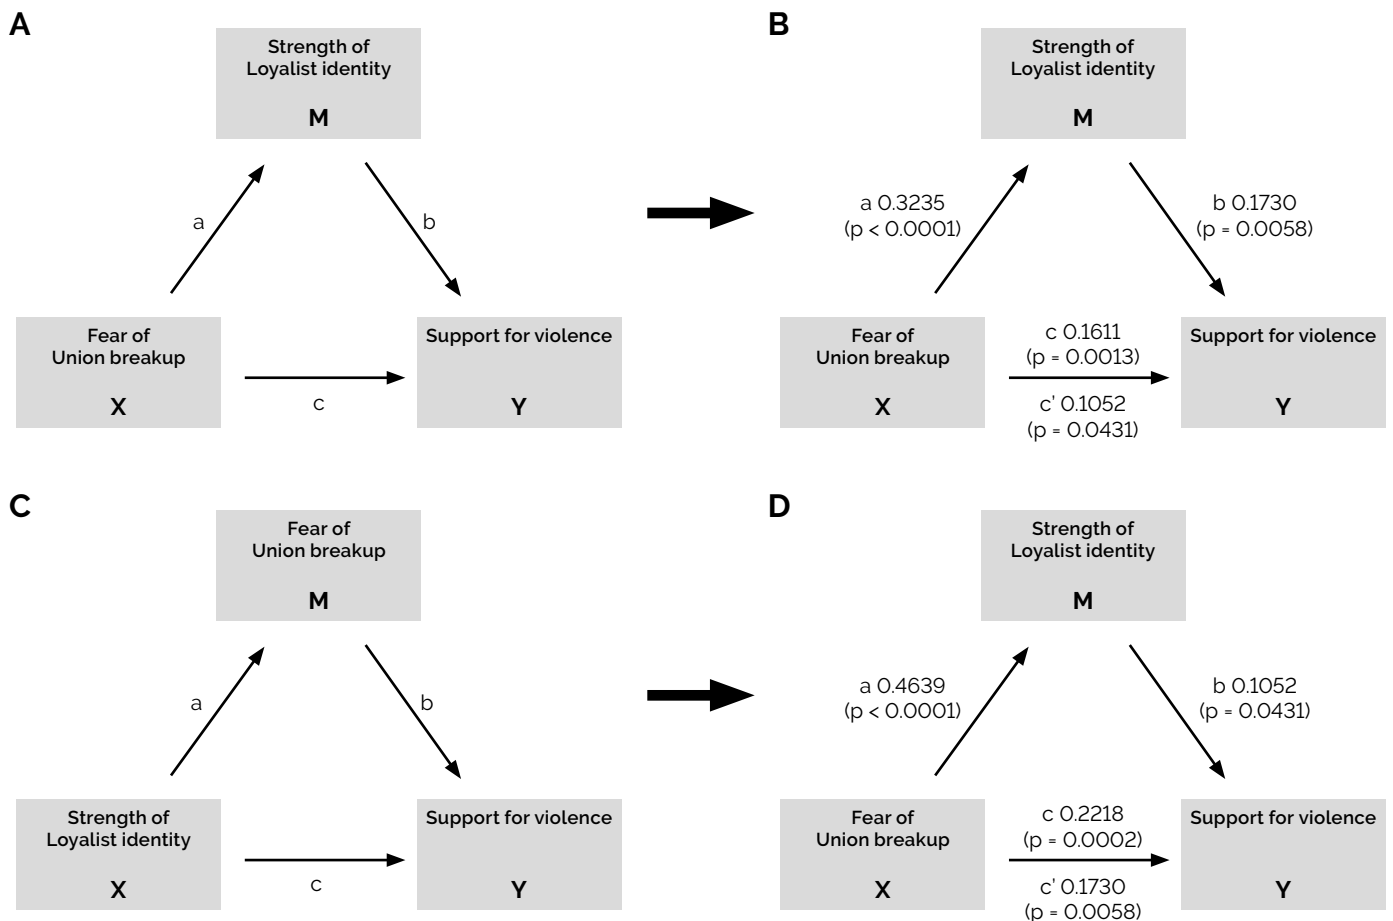 A
Strength of
Loyalist identity
M
a
b
Fear of
Union breakup
X
c
Support for violence
Y
B
Strength of
Loyalist identity
M
a 0.3235
(p < 0.0001)
b 0.1730
(p = 0.0058)
Fear of
Union breakup
X
c 0.1611
(p = 0.0013)
c' 0.1052
(p = 0.0431)
Support for violence
Y
C
Fear of
Union breakup
M
a
b
Strength of
Loyalist identity
X
c
Support for violence
Y
D
Strength of
Loyalist identity
M
a 0.4639
(p < 0.0001)
b 0.1052
(p = 0.0431)
Fear of
Union breakup
X
c 0.2218
(p = 0.0002)
c' 0.1730
(p = 0.0058)
Support for violence
Y